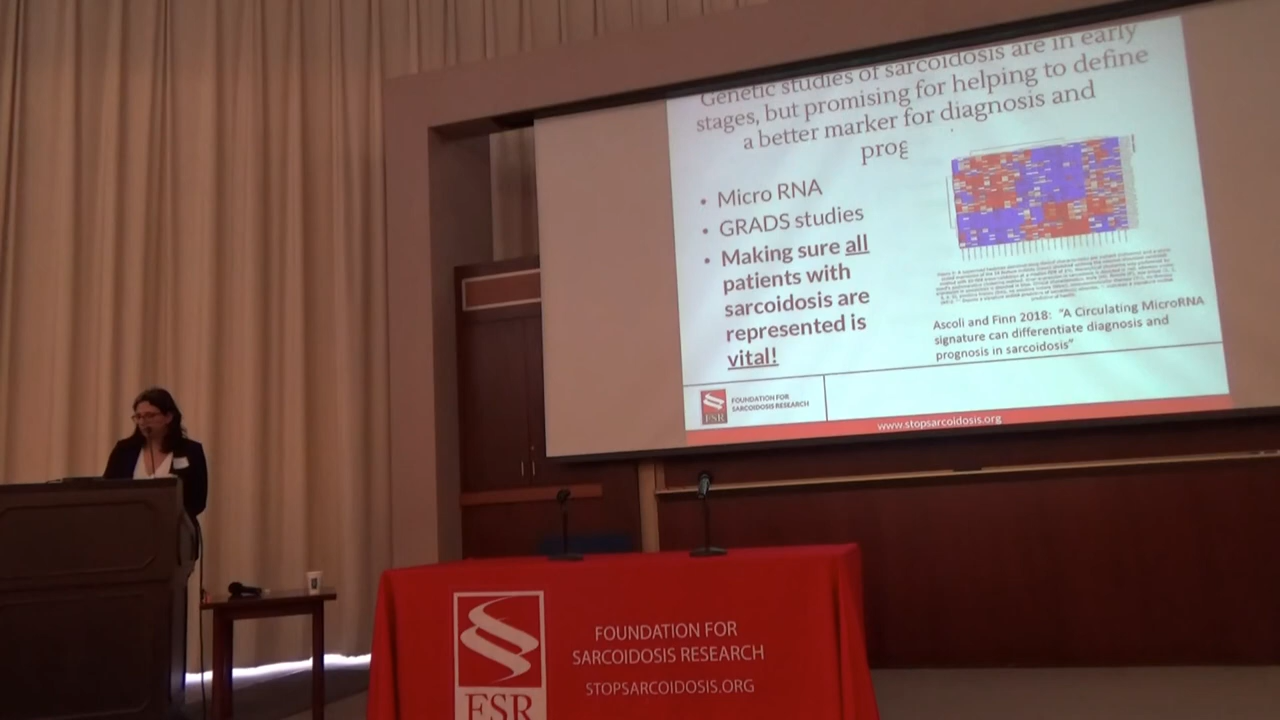 Genetic studies of sarcoidosis are in early
stages, but promising for helping to define
a better marker for diagnosis and
prog
• Micro RNA
• GRADS studies
• Making sure all
patients with
sarcoidosis are
represented is
vital!
Ascoli and Finn 2018: "A Circulating MicroRNA
signature can differentiate diagnosis and
prognosis in sarcoidosis"
FSR
FOUNDATION FOR
SARCOIDOSIS RESEARCH
www.stopsarcoidosis.org
FSR
FOUNDATION FOR
SARCOIDOSIS RESEARCH
STOPSARCOIDOSIS.ORG